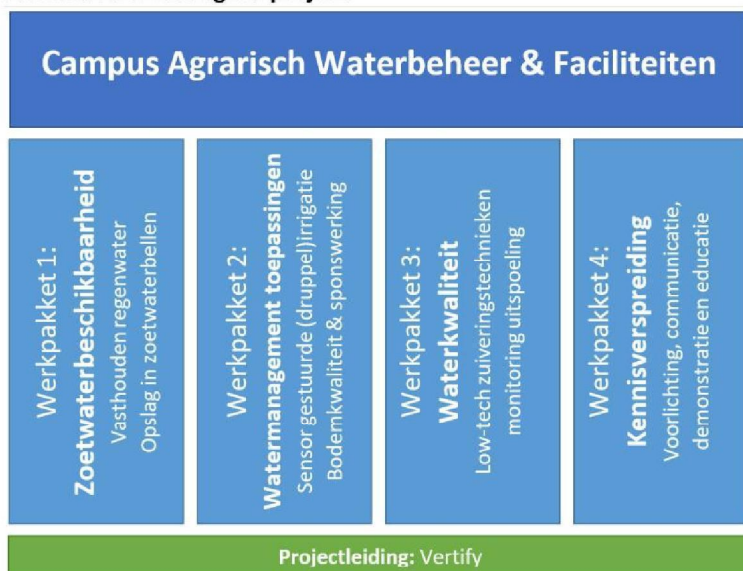 Campus Agrarisch Waterbeheer & Faciliteiten
Werkpakket 1:
Zoetwaterbeschikbaarheid
Vasthouden regenwater
Opslag in zoetwaterbellen
Werkpakket 2:
Watermanagement toepassingen
Sensor gestuurde (druppel)irrigatie
Bodemkwaliteit & sponswerking
Werkpakket 3:
Waterkwaliteit
Low-tech zuiveringstechnieken
monitoring uitspoeling
Werkpakket 4:
Kennisverspreiding
Voorlichting, communicatie,
demonstratie en educatie
Projectleiding: Vertify